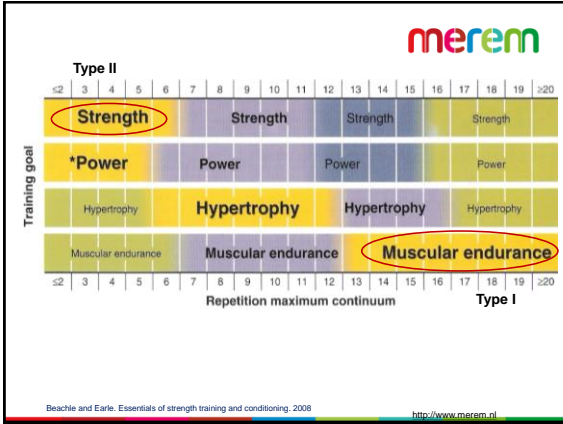 merem
Type II
≤2 3 4 5 6 7 8 9 10 11 12 13 14 15 16 17 18 19 ≥20
Strength Strength Strength Strength
*Power Power Power Power
Training goal
Hypertrophy Hypertrophy Hypertrophy Hypertrophy
Muscular endurance Muscular endurance Muscular endurance
≤2 3 4 5 6 7 8 9 10 11 12 13 14 15 16 17 18 19 ≥20
Repetition maximum continuum
Type I
Beachle and Earle. Essentials of strength training and conditioning. 2008
http://www.merem.nl